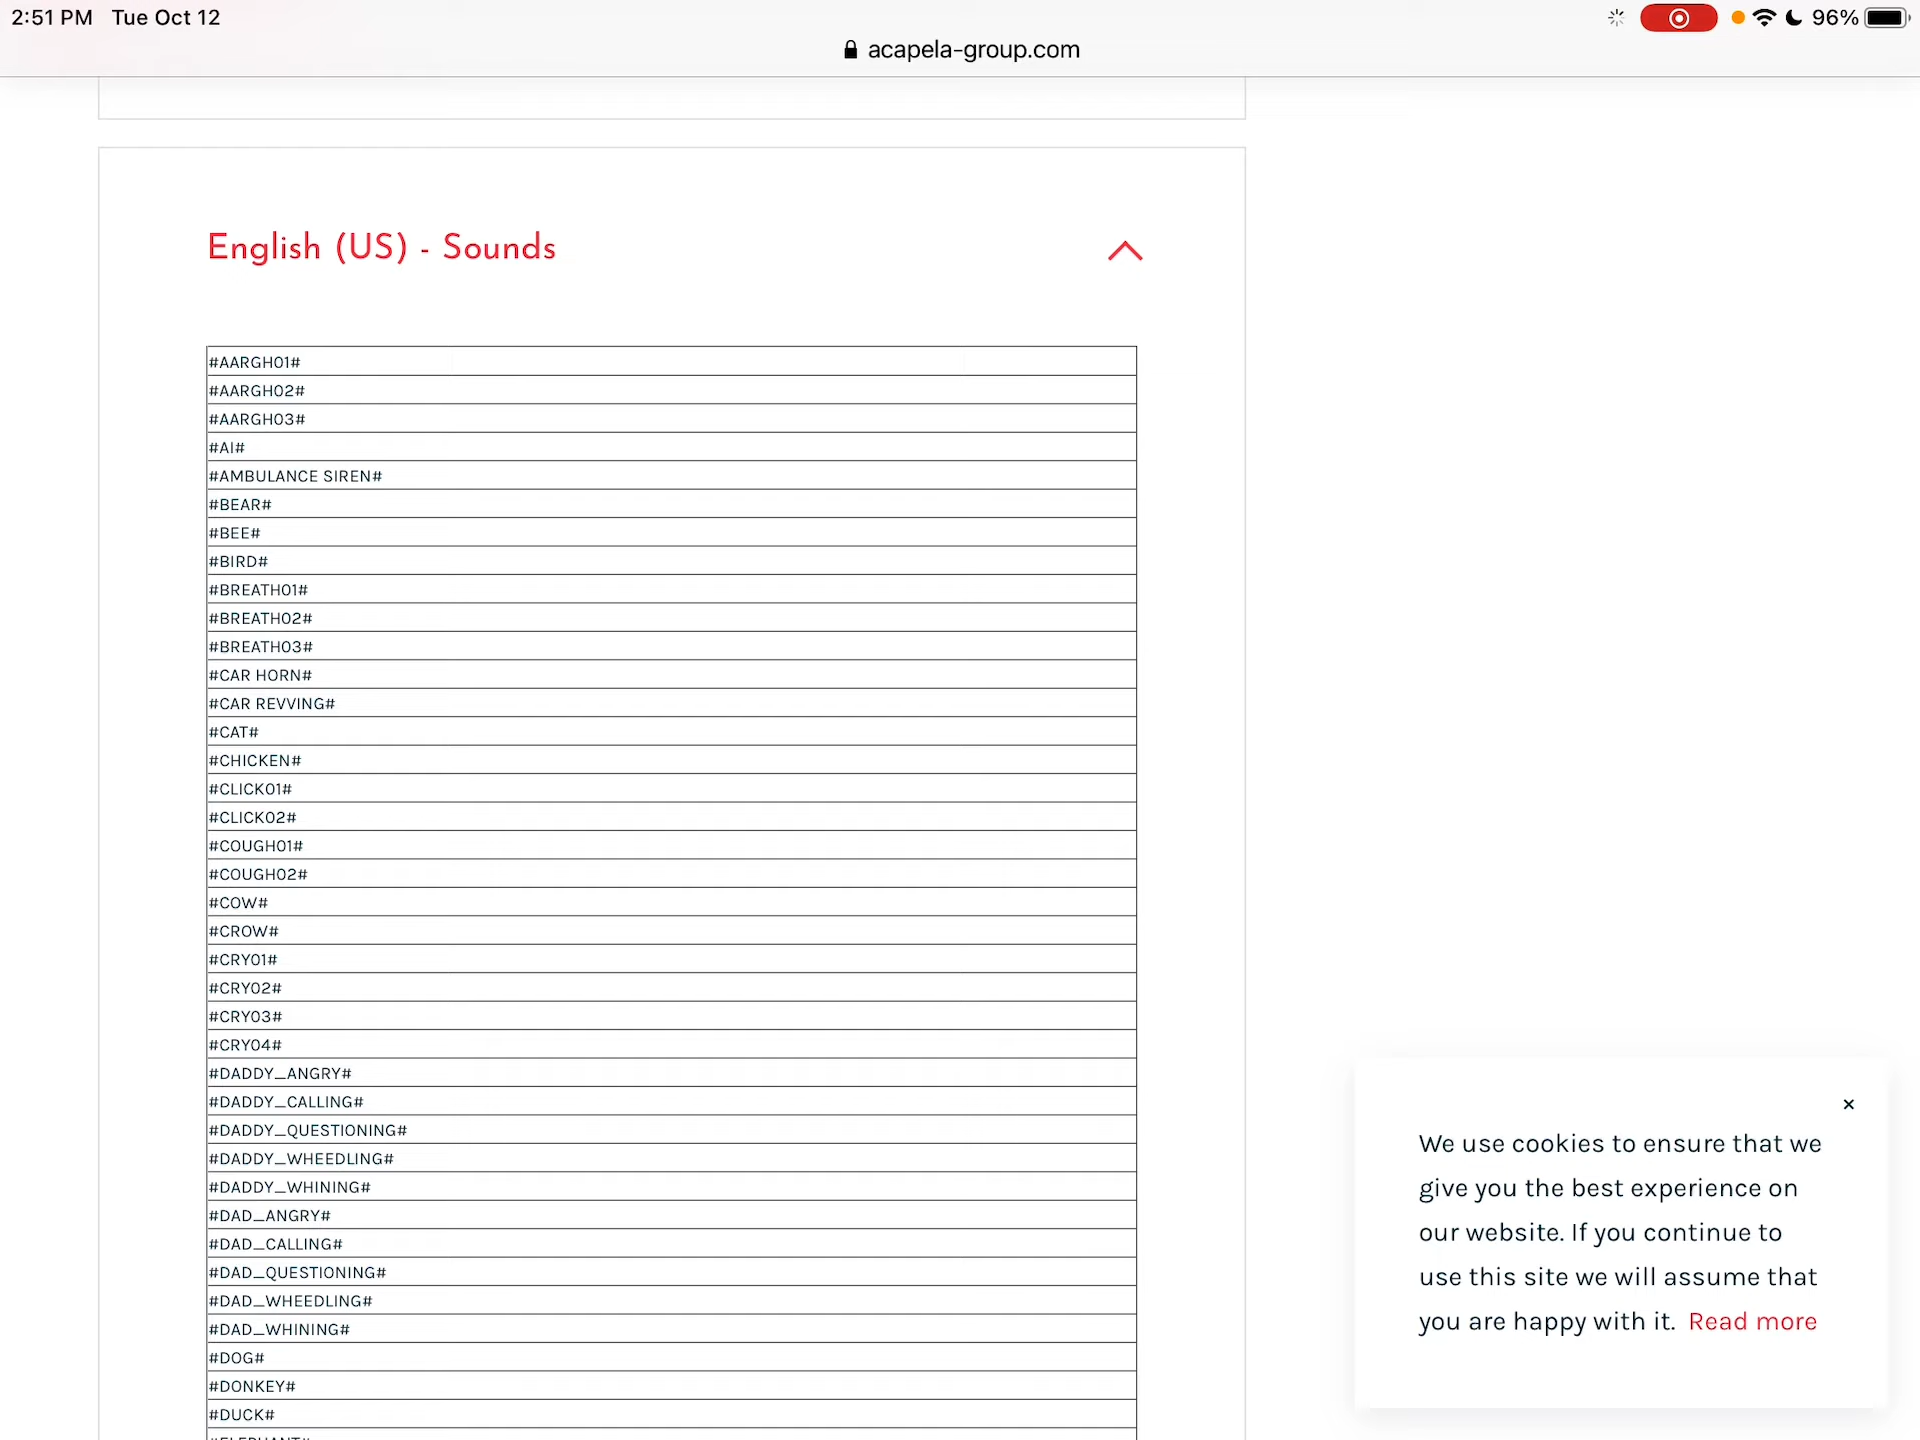 2:51 PM Tue Oct 12
96%
acapela-group.com
English (US) - Sounds
#AARGH01#
#AARGH02#
#AARGH03#
#AI#
#AMBULANCE SIREN#
#BEAR#
#BEE#
#BIRD#
#BREATH01#
#BREATH02#
#BREATH03#
#CAR HORN#
#CAR REVVING#
#CAT#
#CHICKEN#
#CLICK01#
#CLICK02#
#COUGH01#
#COUGH02#
#COW#
#CROW#
#CRY01#
#CRY02#
#CRY03#
#CRY04#
#DADDY_ANGRY#
#DADDY_CALLING#
#DADDY_QUESTIONING#
#DADDY_WHEEDLING#
#DADDY_WHINING#
#DAD_ANGRY#
#DAD_CALLING#
#DAD_QUESTIONING#
#DAD_WHEEDLING#
#DAD_WHINING#
#DOG#
#DONKEY#
#DUCK#
#ELEPHANT#
We use cookies to ensure that we
give you the best experience on
our website. If you continue to
use this site we will assume that
you are happy with it. Read more